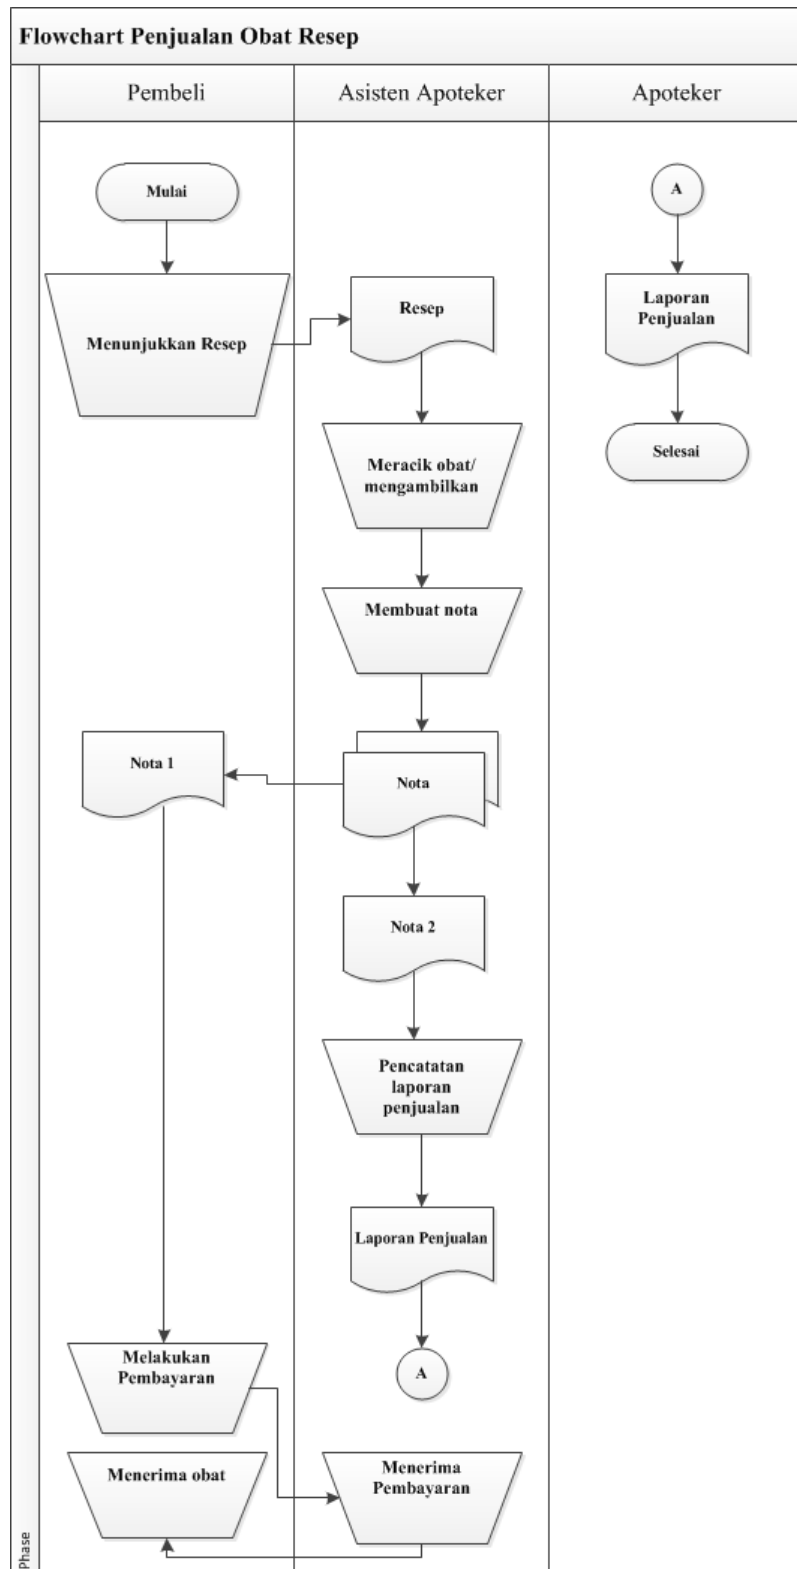 Flowchart Penjualan Obat Resep
Pembeli
Asisten Apoteker
Apoteker
Mulai
A
Menunjukkan Resep
Resep
Laporan
Penjualan
Meracik obat/
mengambilkan
Selesai
Membuat nota
Nota 1
Nota
Nota 2
Pencatatan
laporan
penjualan
Laporan Penjualan
Melakukan
Pembayaran
A
Menerima obat
Menerima
Pembayaran
Phase